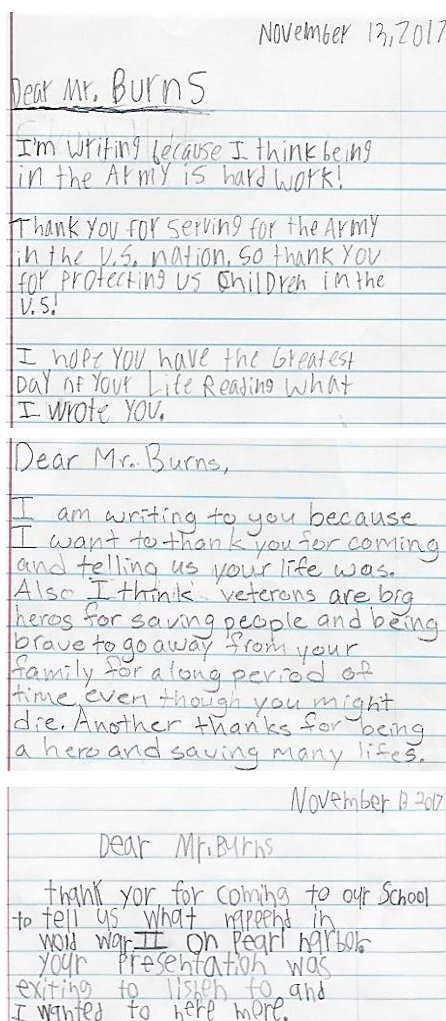 November 13, 2017
Dear Mr. Burns
I'm writing because I think being
in the Army is hard work!
Thank you for serving for the Army
in the U.S. nation. So thank you
for protecting us Children in the
U.S!
I hope you have the Greatest
Day of Your Life Reading what
I wrote you.
Dear Mr. Burns,
I am writing to you because
I want to thank you for coming
and telling us your life was.
Also I think veterons are big
heros for saving people and being
brave to go away from your
family for a long period of
time, even though you might
die. Another thanks for being
a hero and saving many lifes.
November 13 2017
Dear Mr. Burns
thank yor for coming to our School
to tell us what happend in
wold war II on Pearl harbor.
your presentation was
exiting to listen to and
I wanted to here more.